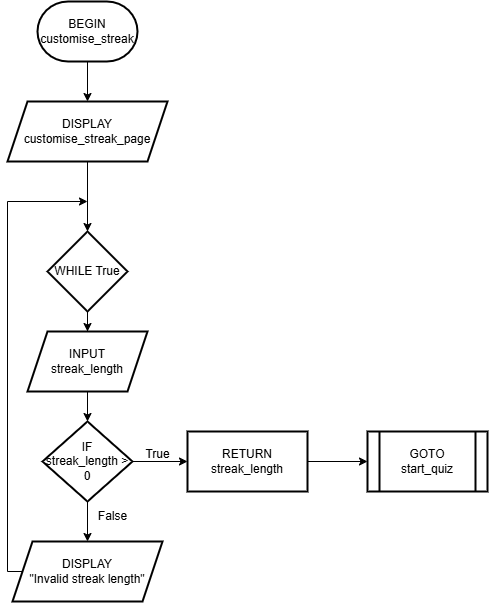 BEGIN
customise_streak
DISPLAY
customise_streak_page
WHILE True
INPUT
streak_length
IF
streak_length >
0
True
RETURN
streak_length
GOTO
start_quiz
False
DISPLAY
"Invalid streak length"